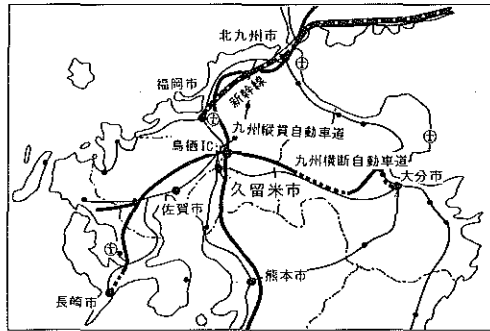 北九州市
福岡市
新幹線
九州縦貫自動車道
鳥栖IC
九州横断自動車道
大分市
久留米市
佐賀市
熊本市
長崎市